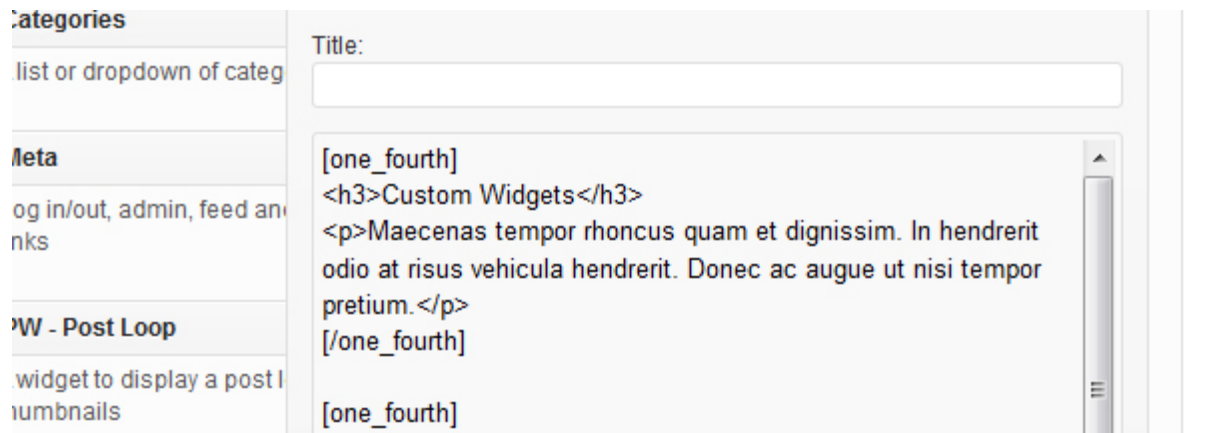 Categories
list or dropdown of categ
Meta
og in/out, admin, feed and
nks
PW - Post Loop
widget to display a post l
humbnails
Title:
[one_fourth]
<h3>Custom Widgets</h3>
<p>Maecenas tempor rhoncus quam et dignissim. In hendrerit
odio at risus vehicula hendrerit. Donec ac augue ut nisi tempor
pretium.</p>
[/one_fourth]
[one_fourth]